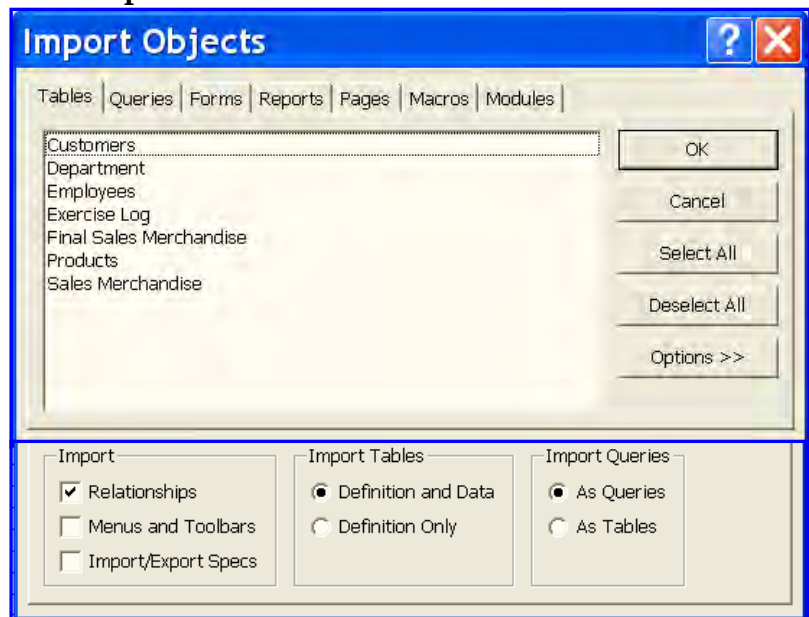 Import Objects
Tables Queries Forms Reports Pages Macros Modules
Customers
Department
Employees
Exercise Log
Final Sales Merchandise
Products
Sales Merchandise
OK
Cancel
Select All
Deselect All
Options >>
Import
Relationships
Menus and Toolbars
Import/Export Specs
Import Tables
Definition and Data
Definition Only
Import Queries
As Queries
As Tables